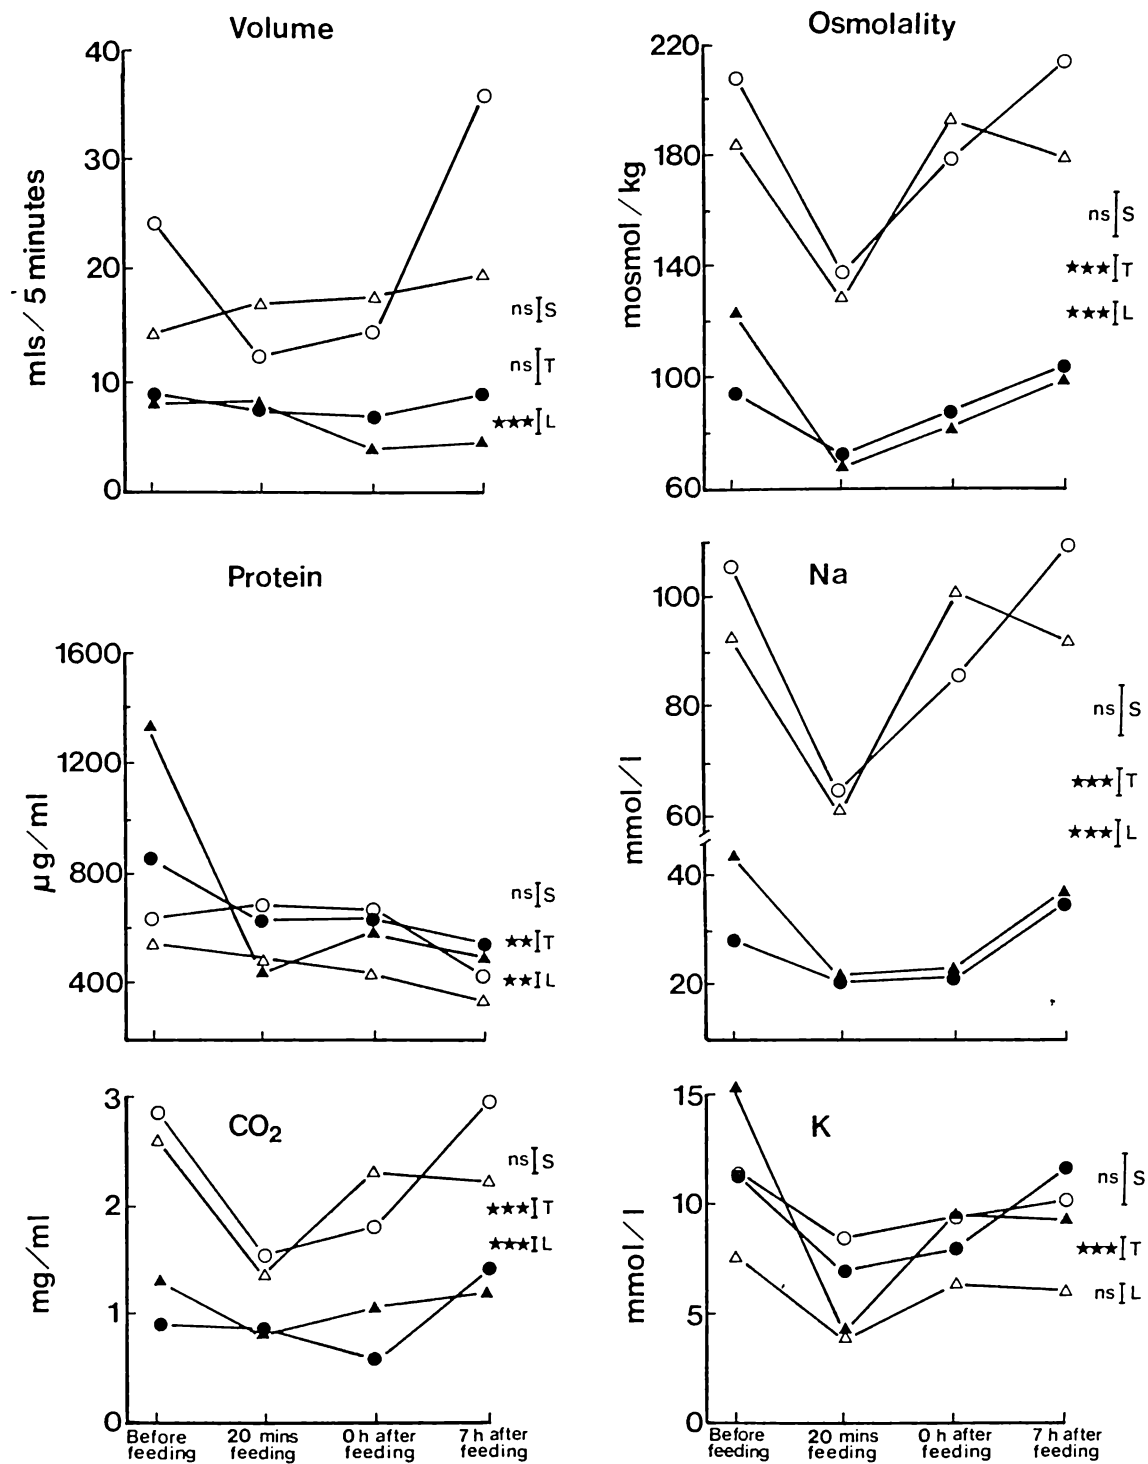 Volume
40
30
20
10
0
mls / 5 minutes
ns S
ns T
★★★ L
Osmolality
220
180
140
100
60
mosmol / kg
ns S
★★★ T
★★★ L
Protein
1600
1200
800
400
µg/ml
ns S
★★ T
★★ L
Na
100
80
60
40
20
mmol/l
ns S
★★★ T
★★★ L
CO2
3
2
1
0
mg/ml
ns S
★★★ T
★★★ L
Before feeding
20 mins feeding
0 h after feeding
7 h after feeding
K
15
10
5
0
mmol/l
ns S
★★★ T
ns L
Before feeding
20 mins feeding
0 h after feeding
7 h after feeding